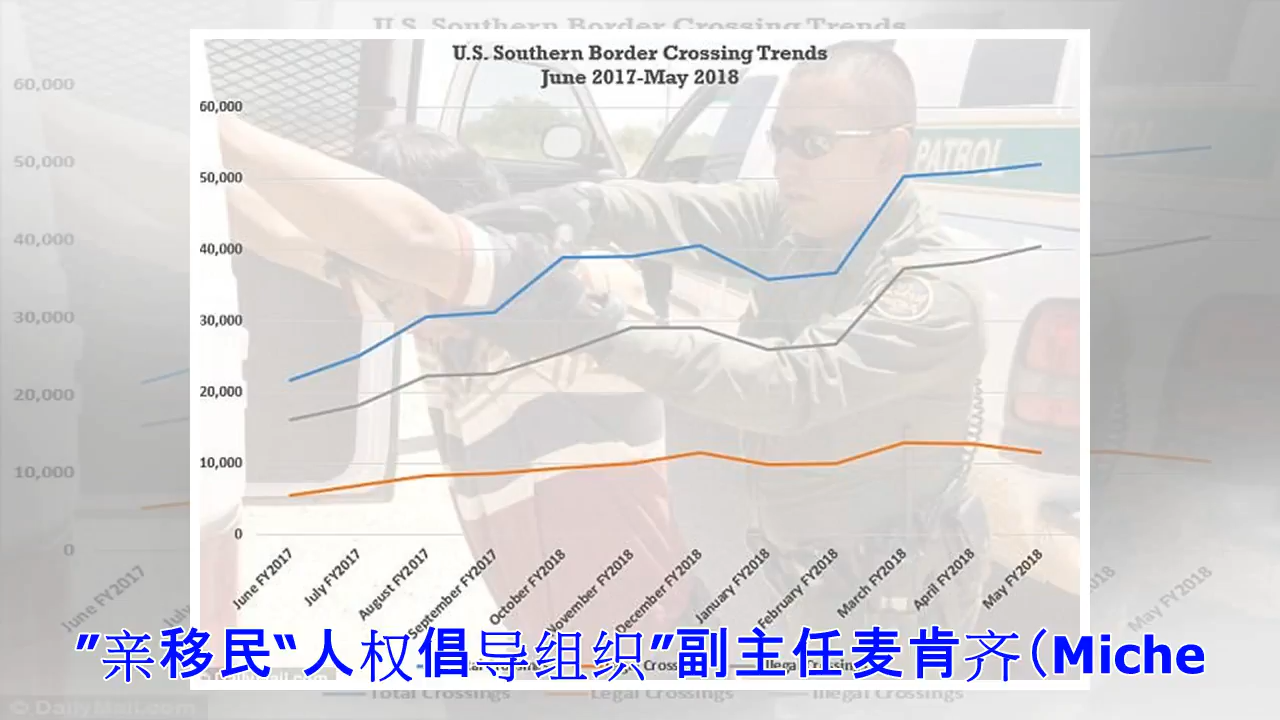 U.S. Southern Border Crossing Trends
U.S. Southern Border Crossing Trends
June 2017-May 2018
60,000
50,000
40,000
30,000
20,000
10,000
0
60,000
50,000
40,000
30,000
20,000
10,000
0
PATROL
June FY2017
July FY2017
August FY2017
September FY2017
October FY2018
November FY2018
December FY2018
January FY2018
February FY2018
March FY2018
April FY2018
May FY2018
June FY2017
May FY2018
”亲移民“人权倡导组织”副主任麦肯齐（Miche
Total Crossings
Legal Crossings
Illegal Crossings
© DailyMail.com